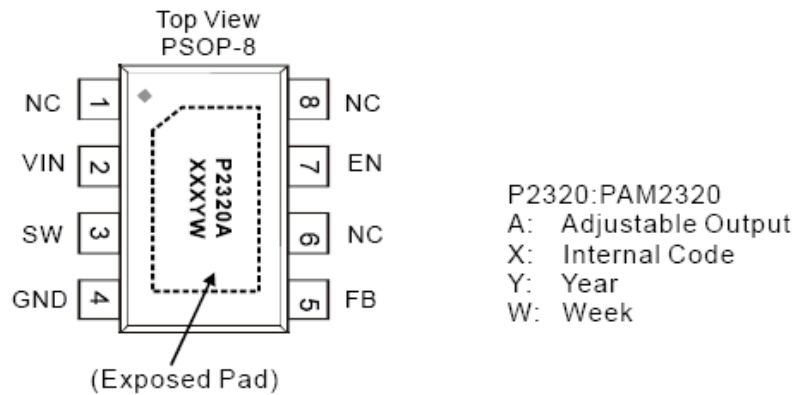 Top View
PSOP-8
NC 1
8 NC
VIN 2
7 EN
SW 3
6 NC
GND 4
5 FB
P2320A
XXXYW
(Exposed Pad)
P2320:PAM2320
A: Adjustable Output
X: Internal Code
Y: Year
W: Week